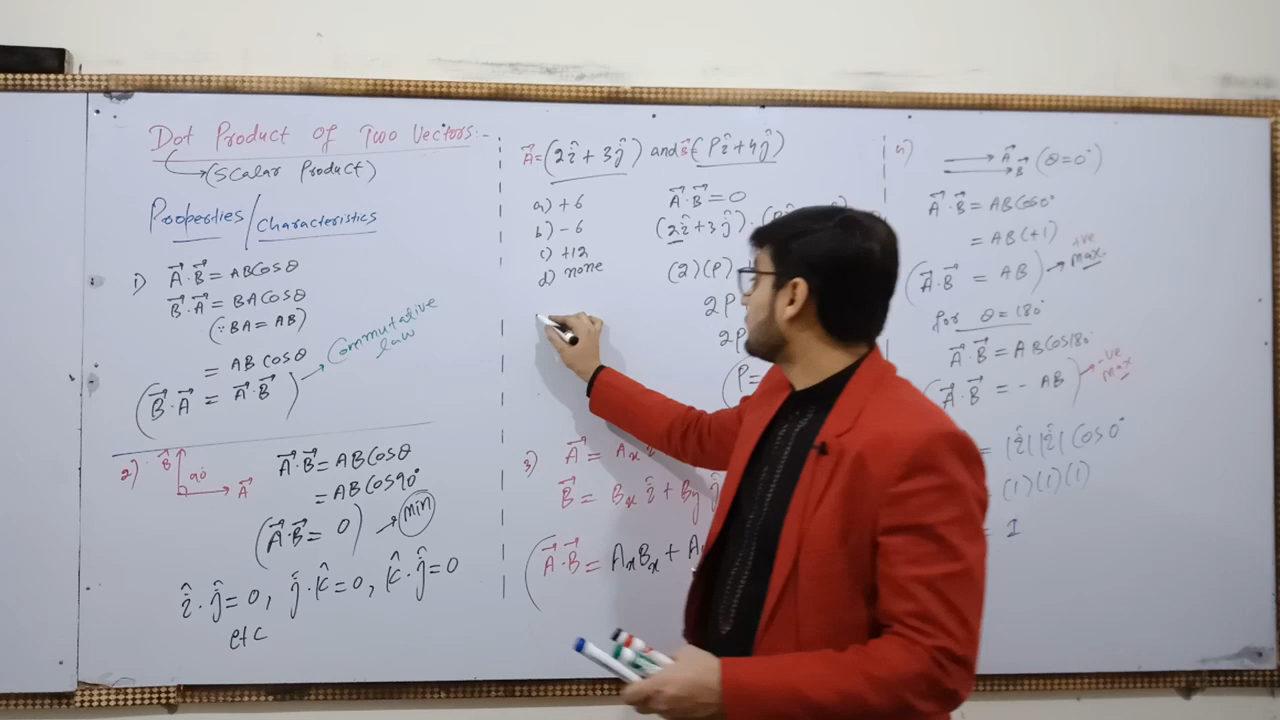 Dot Product of Two Vectors:-
(Scalar Product)
Properties / Characteristics
1) A⃗·B⃗ = ABCosθ
B⃗·A⃗ = BACosθ
(∵BA = AB)
= AB cosθ
(B⃗·A⃗ = A⃗·B⃗) → Commutative law
2) B⃗ 90° A⃗
A⃗·B⃗ = ABCosθ
= ABCos90°
(A⃗·B⃗ = 0) → min
î·ĵ = 0, ĵ·k̂ = 0, k̂·ĵ = 0
etc
A⃗ = (2î + 3ĵ) and B⃗ = (Pî + 4ĵ)
a) +6
b) -6
c) +12
d) none
A⃗·B⃗ = 0
(2î + 3ĵ)·
(2)(P)
2P
2P
(P =
3) A⃗ = Ax
B⃗ = Bx î + By ĵ
(A⃗·B⃗ = AxBx + A
4) A⃗ B⃗ (θ = 0°)
A⃗·B⃗ = ABCos0°
= AB(+1)
(A⃗·B⃗ = AB) → +ve max
for θ = 180°
A⃗·B⃗ = ABCos180°
(A⃗·B⃗ = - AB) → -ve max
= |î||î| Cos0°
(1)(1)(1)
= 1